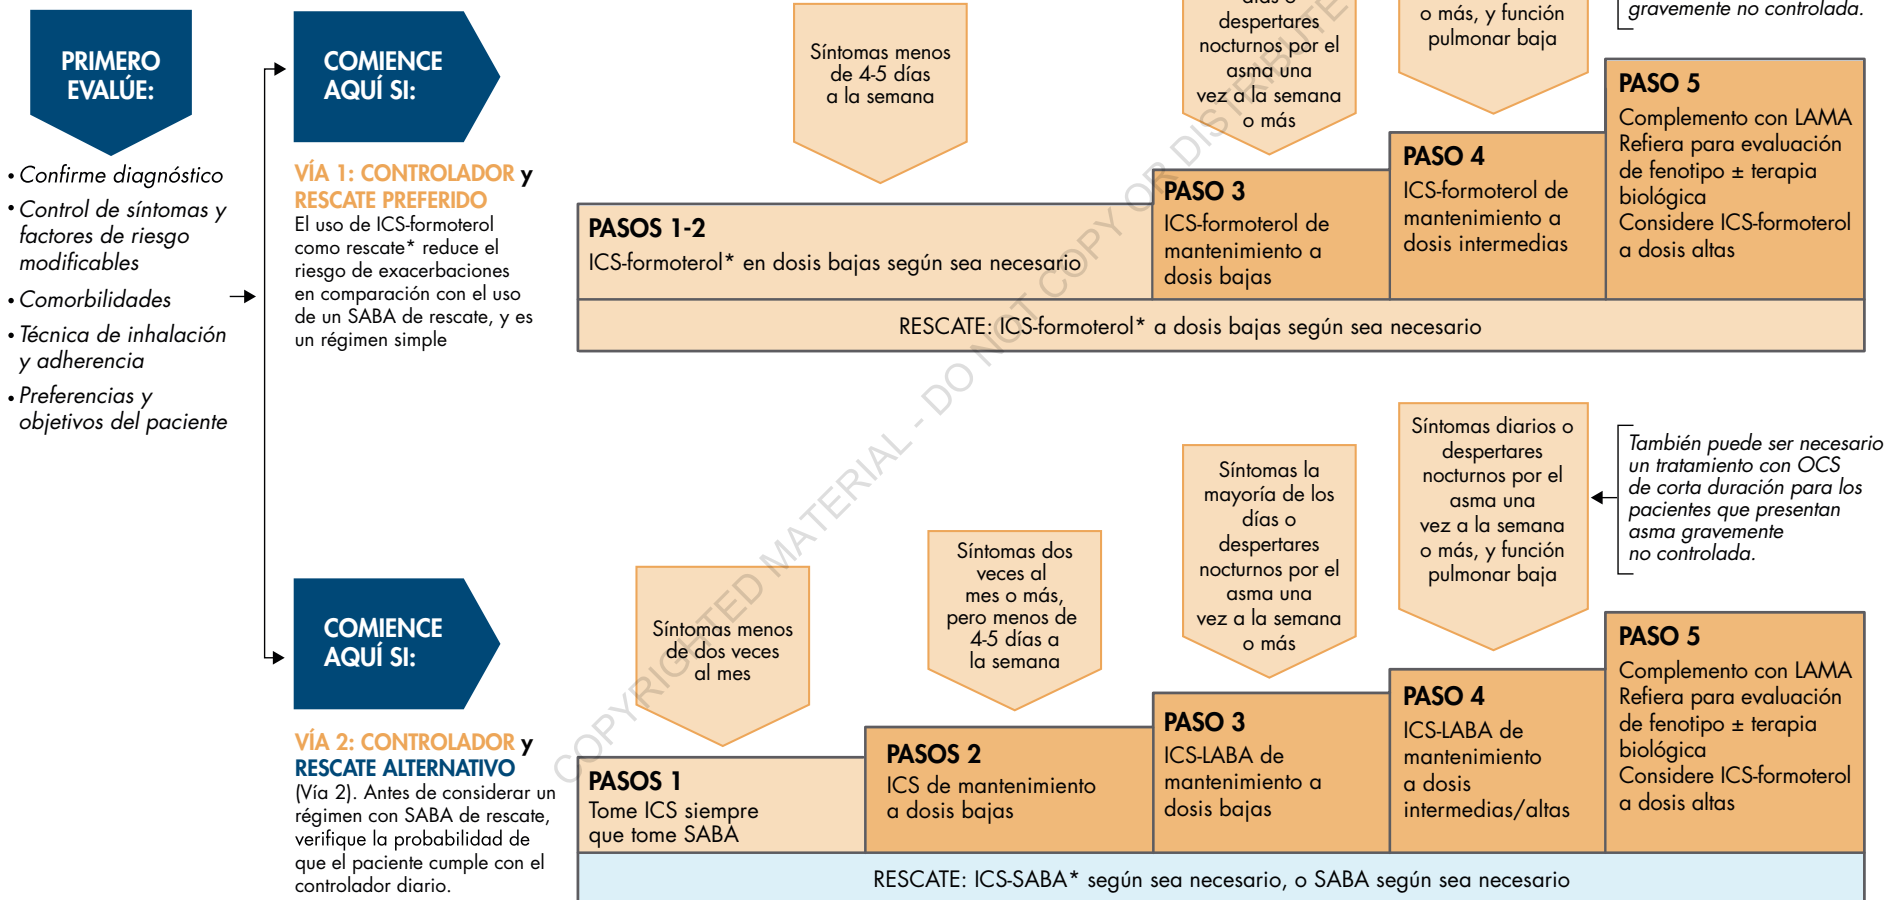 PRIMERO
EVALÚE:
• Confirme diagnóstico
• Control de síntomas y
factores de riesgo
modificables
• Comorbilidades
• Técnica de inhalación
y adherencia
• Preferencias y
objetivos del paciente
COMIENCE
AQUÍ SI:
VÍA 1: CONTROLADOR y
RESCATE PREFERIDO
El uso de ICS-formoterol
como rescate* reduce el
riesgo de exacerbaciones
en comparación con el uso
de un SABA de rescate, y es
un régimen simple
Síntomas menos
de 4-5 días
a la semana
días o
despertares
nocturnos por el
asma una
vez a la semana
o más
o más, y función
pulmonar baja
gravemente no controlada.
PASOS 1-2
ICS-formoterol* en dosis bajas según sea necesario
PASO 3
ICS-formoterol de
mantenimiento a
dosis bajas
PASO 4
ICS-formoterol de
mantenimiento a
dosis intermedias
PASO 5
Complemento con LAMA
Refiera para evaluación
de fenotipo ± terapia
biológica
Considere ICS-formoterol
a dosis altas
RESCATE: ICS-formoterol* a dosis bajas según sea necesario
COMIENCE
AQUÍ SI:
VÍA 2: CONTROLADOR y
RESCATE ALTERNATIVO
(Vía 2). Antes de considerar un
régimen con SABA de rescate,
verifique la probabilidad de
que el paciente cumple con el
controlador diario.
Síntomas menos
de dos veces
al mes
Síntomas dos
veces al
mes o más,
pero menos de
4-5 días a
la semana
Síntomas la
mayoría de los
días o
despertares
nocturnos por el
asma una
vez a la semana
o más
Síntomas diarios o
despertares
nocturnos por el
asma una
vez a la semana
o más, y función
pulmonar baja
También puede ser necesario
un tratamiento con OCS
de corta duración para los
pacientes que presentan
asma gravemente
no controlada.
PASOS 1
Tome ICS siempre
que tome SABA
PASOS 2
ICS de mantenimiento
a dosis bajas
PASO 3
ICS-LABA de
mantenimiento a
dosis bajas
PASO 4
ICS-LABA de
mantenimiento
a dosis
intermedias/altas
PASO 5
Complemento con LAMA
Refiera para evaluación
de fenotipo ± terapia
biológica
Considere ICS-formoterol
a dosis altas
RESCATE: ICS-SABA* según sea necesario, o SABA según sea necesario
COPYRIGHTED MATERIAL - DO NOT COPY OR DISTRIBUTE